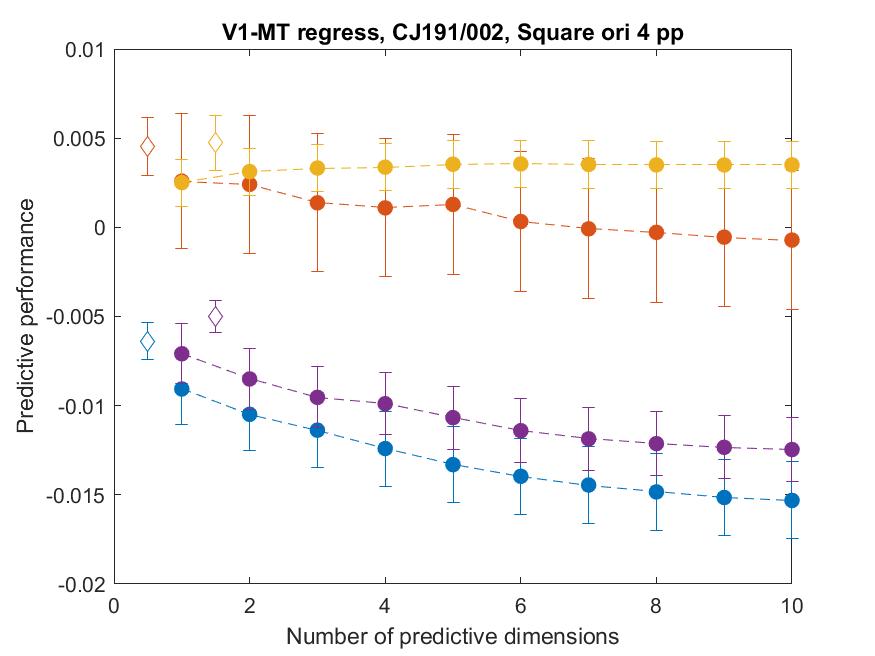 V1-MT regress, CJ191/002, Square ori 4 pp
0.01
0.005
0
-0.005
-0.01
-0.015
-0.02
Predictive performance
0 2 4 6 8 10
Number of predictive dimensions